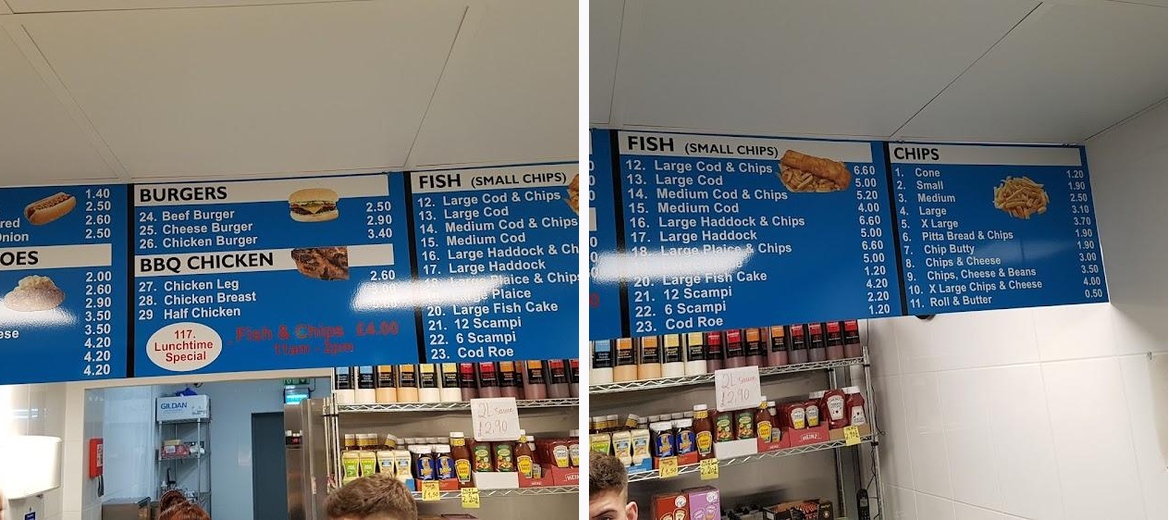 1.40
2.50
2.60
2.50
OES
2.00
2.60
2.90
3.50
3.50
4.20
4.20
4.20
BURGERS
24. Beef Burger 2.50
25. Cheese Burger 2.90
26. Chicken Burger 3.40
BBQ CHICKEN
27. Chicken Leg 2.60
28. Chicken Breast
29 Half Chicken
117.
Lunchtime
Special
Fish & Chips £4.00
11am - 2pm
FISH (SMALL CHIPS)
12. Large Cod & Chips
13. Large Cod
14. Medium Cod & Chips
15. Medium Cod
16. Large Haddock & Ch
17. Large Haddock
18. Large Plaice & Chips
Plaice
20. Large Fish Cake
21. 12 Scampi
22. 6 Scampi
23. Cod Roe
GILDAN
2L Sauce
£2.90
FISH (SMALL CHIPS)
12. Large Cod & Chips 6.60
13. Large Cod 5.00
14. Medium Cod & Chips 5.20
15. Medium Cod 4.00
16. Large Haddock & Chips 6.60
17. Large Haddock 5.00
18. Large Plaice & Chips 6.60
5.00
20. Large Fish Cake 1.20
21. 12 Scampi 4.20
22. 6 Scampi 2.20
23. Cod Roe 1.20
CHIPS
1. Cone 1.20
2. Small 1.90
3. Medium 2.50
4. Large 3.10
5. X Large 3.70
6. Pitta Bread & Chips 1.90
7. Chip Butty 1.90
8. Chips & Cheese 3.00
9. Chips, Cheese & Beans 3.50
10. X Large Chips & Cheese 4.00
11. Roll & Butter 0.50
2L Sauce
£2.90
HEINZ